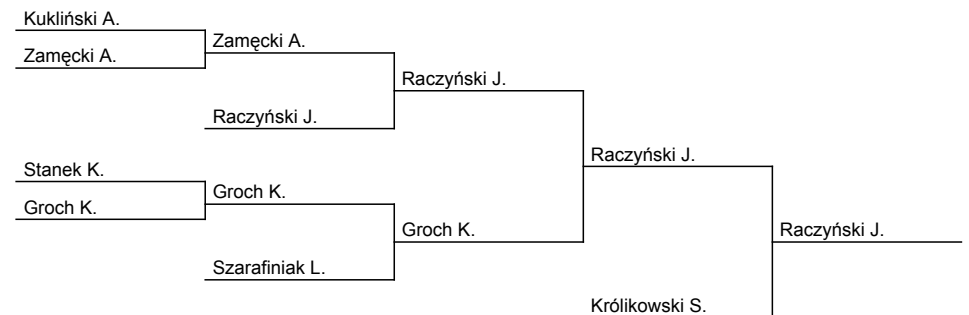 Kukliński A.
Zamęcki A.
Zamęcki A.
Raczyński J.
Raczyński J.
Raczyński J.
Stanek K.
Groch K.
Groch K.
Groch K.
Raczyński J.
Szarafiniak L.
Królikowski S.